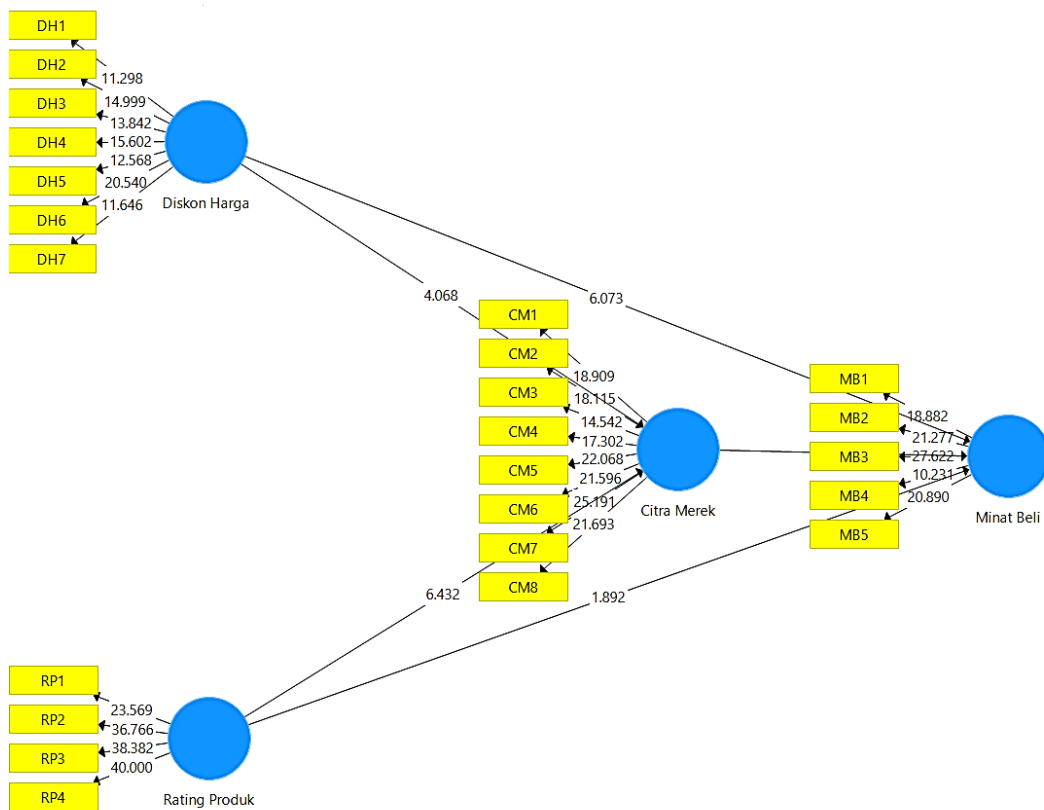 DH1
DH2
DH3
DH4
DH5
DH6
DH7
11.298
14.999
13.842
15.602
12.568
20.540
11.646
Diskon Harga
4.068
6.073
CM1
CM2
CM3
CM4
CM5
CM6
CM7
CM8
18.909
18.115
14.542
17.302
22.068
21.596
25.191
21.693
Citra Merek
MB1
MB2
MB3
MB4
MB5
18.882
21.277
27.622
10.231
20.890
Minat Beli
6.432
1.892
RP1
RP2
RP3
RP4
23.569
36.766
38.382
40.000
Rating Produk